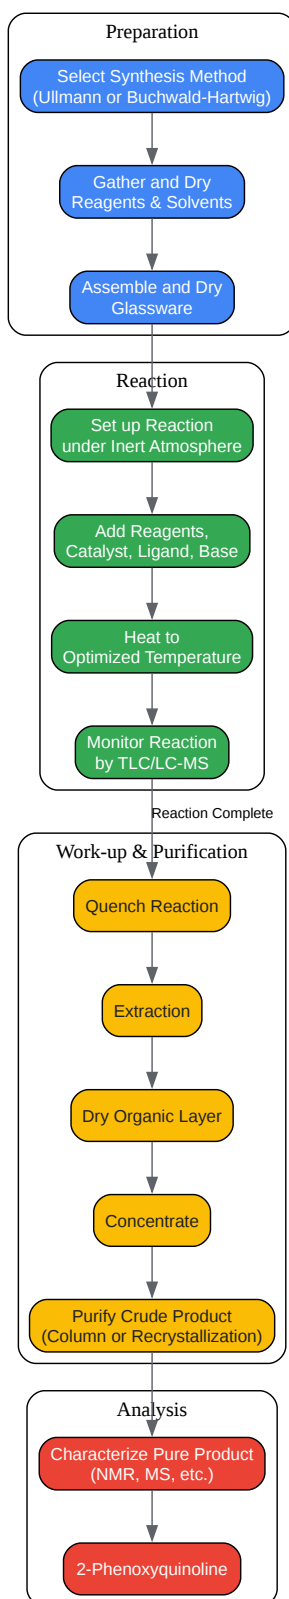 Preparation
Select Synthesis Method
(Ullmann or Buchwald-Hartwig)
Gather and Dry
Reagents & Solvents
Assemble and Dry
Glassware
Reaction
Set up Reaction
under Inert Atmosphere
Add Reagents,
Catalyst, Ligand, Base
Heat to
Optimized Temperature
Monitor Reaction
by TLC/LC-MS
Reaction Complete
Work-up & Purification
Quench Reaction
Extraction
Dry Organic Layer
Concentrate
Purify Crude Product
(Column or Recrystallization)
Analysis
Characterize Pure Product
(NMR, MS, etc.)
2-Phenoxyquinoline